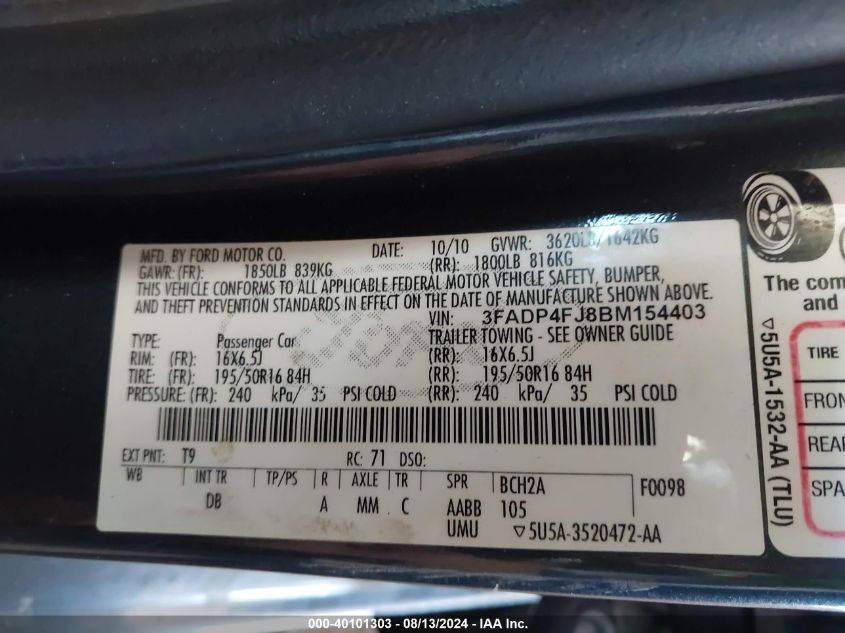 MFD. BY FORD MOTOR CO. DATE: 10/10 GVWR: 3620LB/1642KG
GAWR: (FR): 1850LB 839KG (RR): 1800LB 816KG
THIS VEHICLE CONFORMS TO ALL APPLICABLE FEDERAL MOTOR VEHICLE SAFETY, BUMPER,
AND THEFT PREVENTION STANDARDS IN EFFECT ON THE DATE OF MANUFACTURE SHOWN ABOVE.
VIN: 3FADP4FJ8BM154403
TYPE: Passenger Car TRAILER TOWING - SEE OWNER GUIDE
RIM: (FR): 16X6.5J (RR): 16X6.5J
TIRE: (FR): 195/50R16 84H (RR): 195/50R16 84H
PRESSURE: (FR): 240 kPa/ 35 PSI COLD (RR): 240 kPa/ 35 PSI COLD
EXT PNT: T9 RC: 71 DSO:
WB INT TR TP/PS R AXLE TR SPR BCH2A F0098
DB A MM C AABB 105
UMU ▽5U5A-3520472-AA
▽5U5A-1532-AA (TLU)
The com
and
TIRE
FRON
REAR
SPA
000-40101303 - 08/13/2024 - IAA Inc.